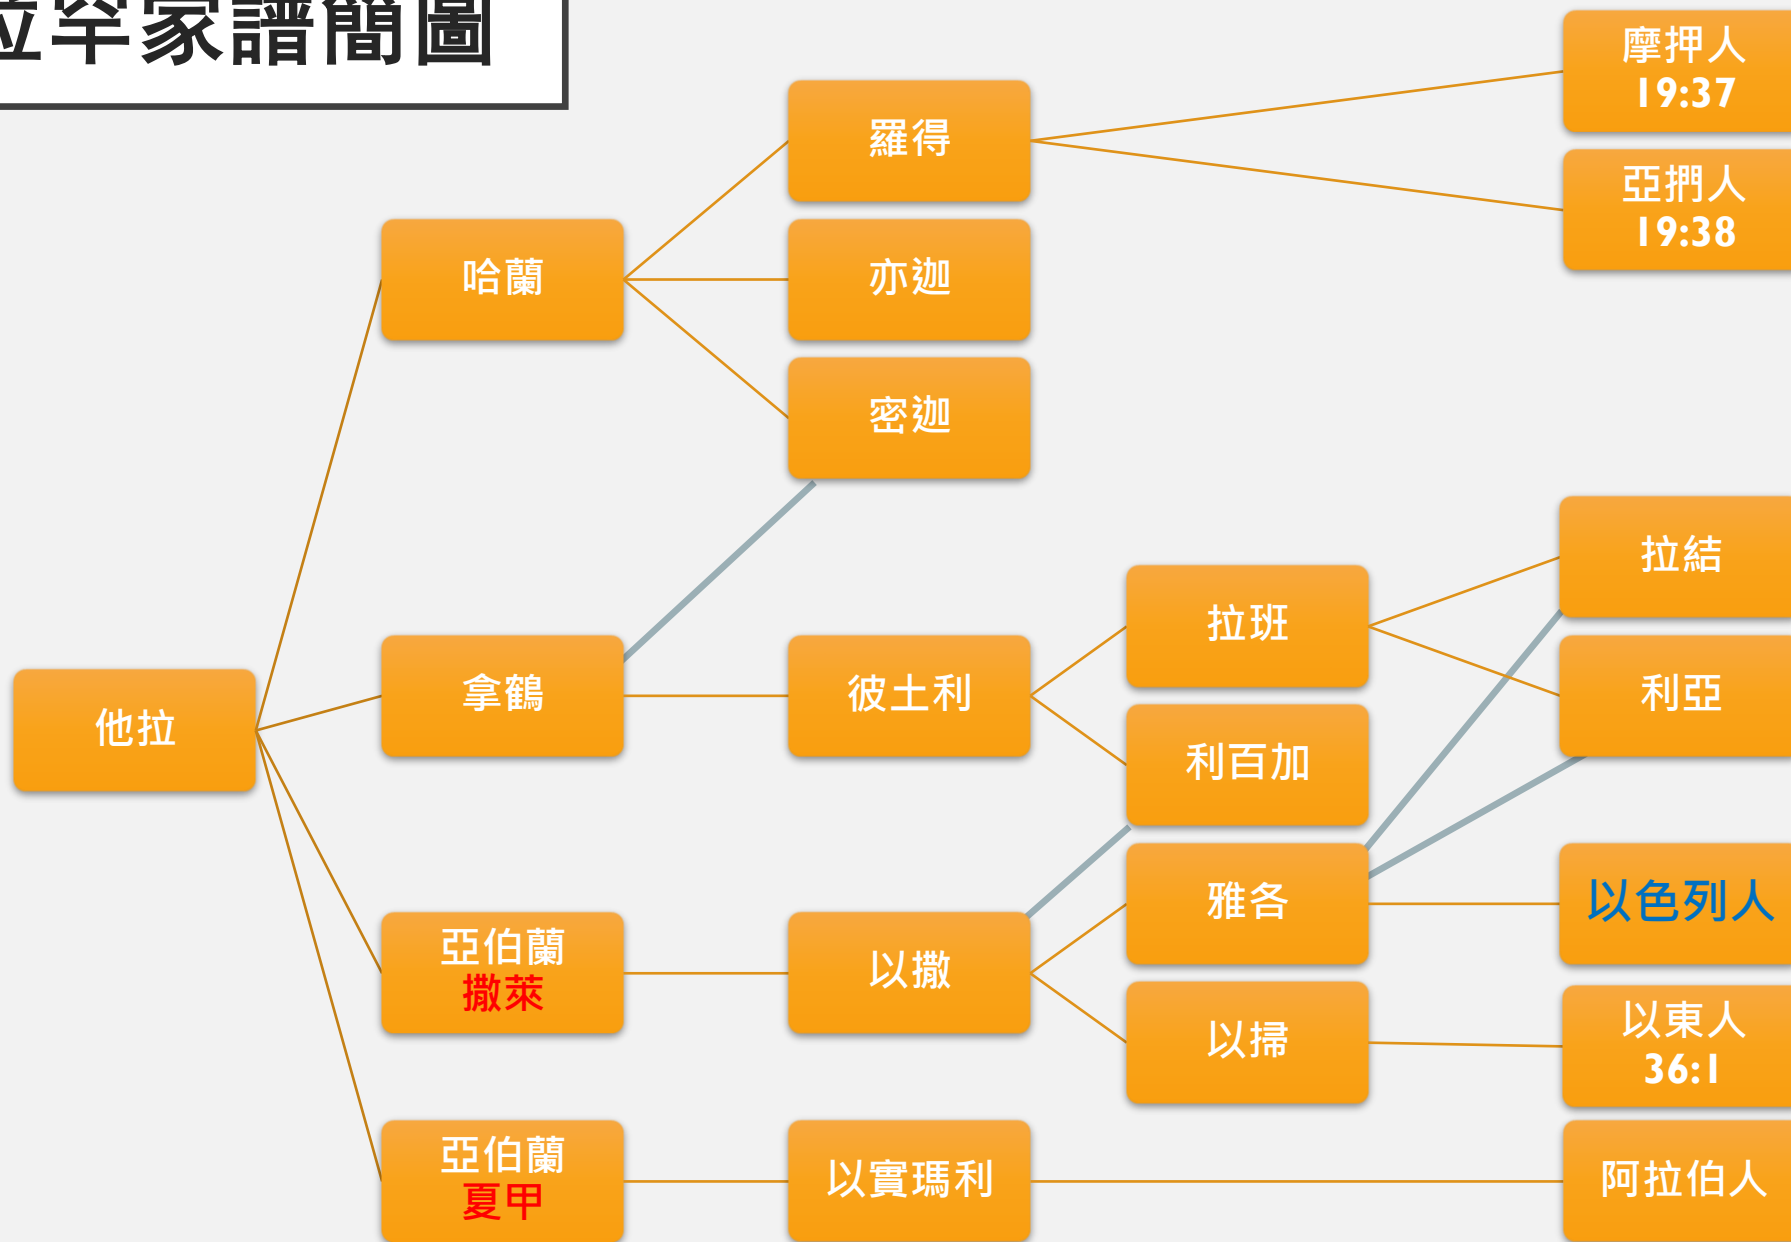 罕家譜簡圖
摩押人
19:37
羅得
亞捫人
19:38
哈蘭
亦迦
密迦
拉結
拉班
利亞
拿鶴
彼土利
他拉
利百加
雅各
以色列人
亞伯蘭
撒萊
以撒
以掃
以東人
36:1
亞伯蘭
夏甲
以實瑪利
阿拉伯人